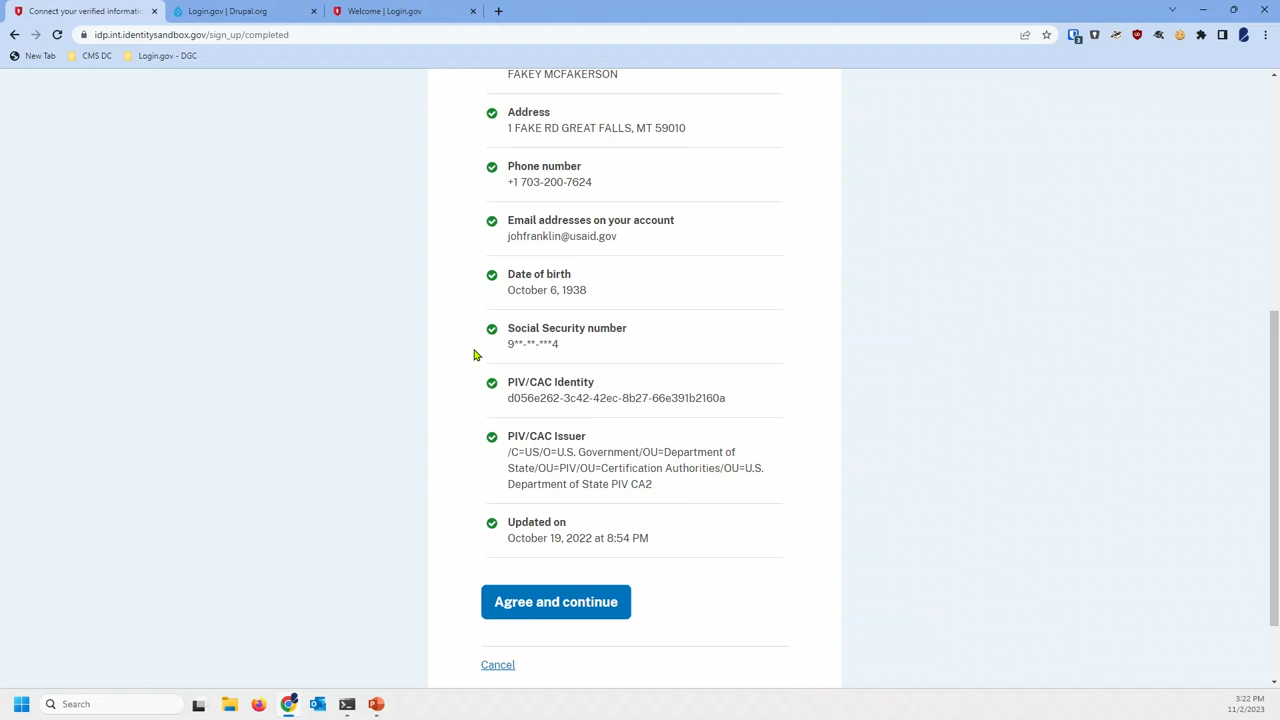 Connect your verified informati
Login.gov | Drupal.org
Welcome | Login.gov
idp.int.identitysandbox.gov/sign_up/completed
New Tab
CMS DC
Login.gov - DGC
FAKEY MCFAKERSON
Address
1 FAKE RD GREAT FALLS, MT 59010
Phone number
+1 703-200-7624
Email addresses on your account
johfranklin@usaid.gov
Date of birth
October 6, 1938
Social Security number
9**-**-***4
PIV/CAC Identity
d056e262-3c42-42ec-8b27-66e391b2160a
PIV/CAC Issuer
/C=US/O=U.S. Government/OU=Department of
State/OU=PIV/OU=Certification Authorities/OU=U.S.
Department of State PIV CA2
Updated on
October 19, 2022 at 8:54 PM
Agree and continue
Cancel
Search
3:22 PM
11/2/2023